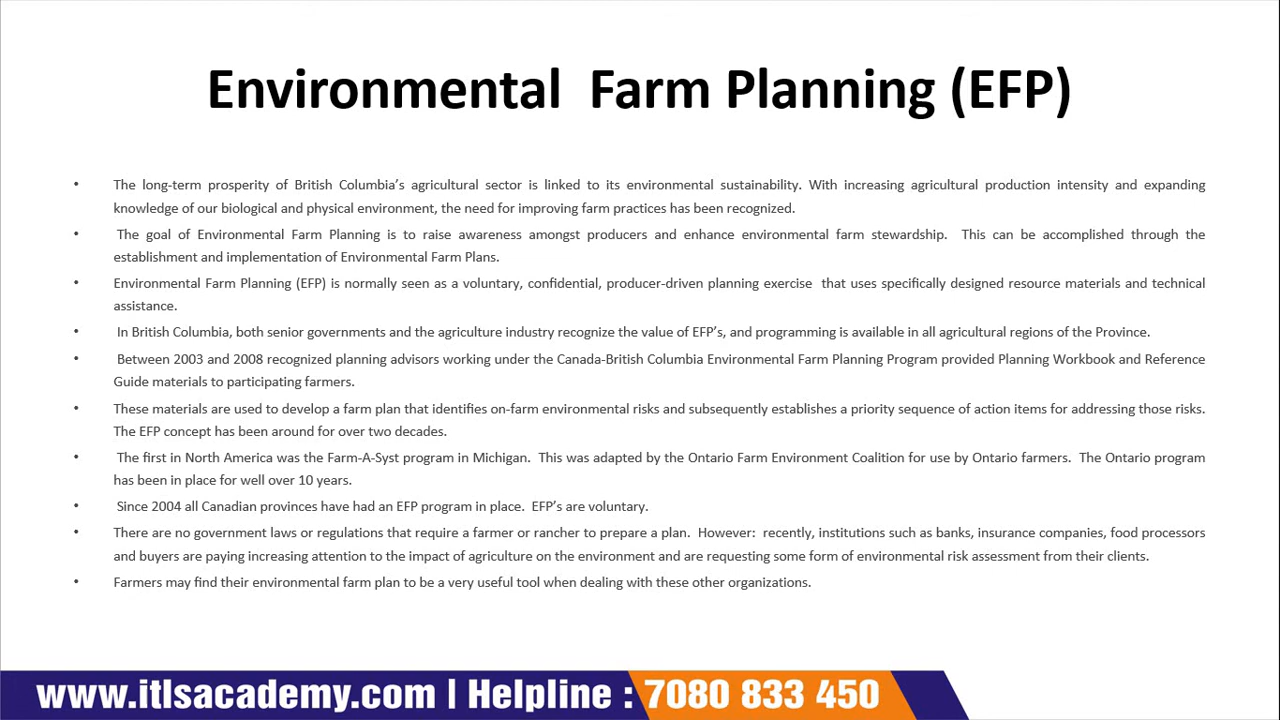 Environmental  Farm Planning (EFP)
• The long-term prosperity of British Columbia's agricultural sector is linked to its environmental sustainability. With increasing agricultural production intensity and expanding
knowledge of our biological and physical environment, the need for improving farm practices has been recognized.
• The goal of Environmental Farm Planning is to raise awareness amongst producers and enhance environmental farm stewardship.  This can be accomplished through the
establishment and implementation of Environmental Farm Plans.
• Environmental Farm Planning (EFP) is normally seen as a voluntary, confidential, producer-driven planning exercise  that uses specifically designed resource materials and technical
assistance.
• In British Columbia, both senior governments and the agriculture industry recognize the value of EFP's, and programming is available in all agricultural regions of the Province.
• Between 2003 and 2008 recognized planning advisors working under the Canada-British Columbia Environmental Farm Planning Program provided Planning Workbook and Reference
Guide materials to participating farmers.
• These materials are used to develop a farm plan that identifies on-farm environmental risks and subsequently establishes a priority sequence of action items for addressing those risks.
The EFP concept has been around for over two decades.
• The first in North America was the Farm-A-Syst program in Michigan.  This was adapted by the Ontario Farm Environment Coalition for use by Ontario farmers.  The Ontario program
has been in place for well over 10 years.
• Since 2004 all Canadian provinces have had an EFP program in place.  EFP's are voluntary.
• There are no government laws or regulations that require a farmer or rancher to prepare a plan.  However:  recently, institutions such as banks, insurance companies, food processors
and buyers are paying increasing attention to the impact of agriculture on the environment and are requesting some form of environmental risk assessment from their clients.
• Farmers may find their environmental farm plan to be a very useful tool when dealing with these other organizations.
www.itlsacademy.com | Helpline : 7080 833 450